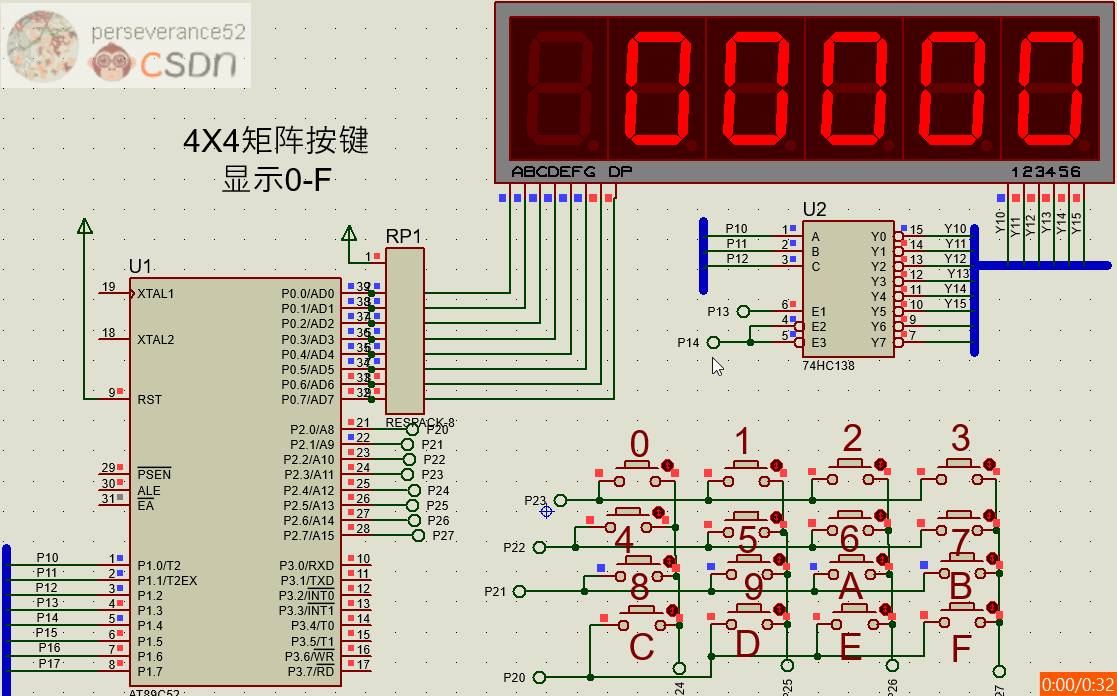 perseverance52
CSDN
4X4矩阵按键
显示0-F
00000
ABCDEFG DP
123456
Y10
Y11
Y12
Y13
Y14
Y15
U2
P10 1 A Y0 15 Y10
P11 2 B Y1 14 Y11
P12 3 C Y2 13 Y12
Y3 12 Y13
Y4 11 Y14
P13 6 E1 Y5 10 Y15
4 E2 Y6 9
P14 5 E3 Y7 7
74HC138
RP1
1
RESPACK-8
U1
19 XTAL1 P0.0/AD0 39
P0.1/AD1 38
P0.2/AD2 37
18 XTAL2 P0.3/AD3 36
P0.4/AD4 35
P0.5/AD5 34
P0.6/AD6 33
9 RST P0.7/AD7 32
P2.0/A8 21 P20
P2.1/A9 22 P21
P2.2/A10 23 P22
29 PSEN P2.3/A11 24 P23
30 ALE P2.4/A12 25 P24
31 EA P2.5/A13 26 P25
P2.6/A14 27 P26
P2.7/A15 28 P27
P10 1 P1.0/T2 P3.0/RXD 10
P11 2 P1.1/T2EX P3.1/TXD 11
P12 3 P1.2 P3.2/INT0 12
P13 4 P1.3 P3.3/INT1 13
P14 5 P1.4 P3.4/T0 14
P15 6 P1.5 P3.5/T1 15
P16 7 P1.6 P3.6/WR 16
P17 8 P1.7 P3.7/RD 17
AT89C52
0 1 2 3
P23
4 5 6 7
P22
8 9 A B
P21
C D E F
P20
24
P25
P26
27
0:00/0:32